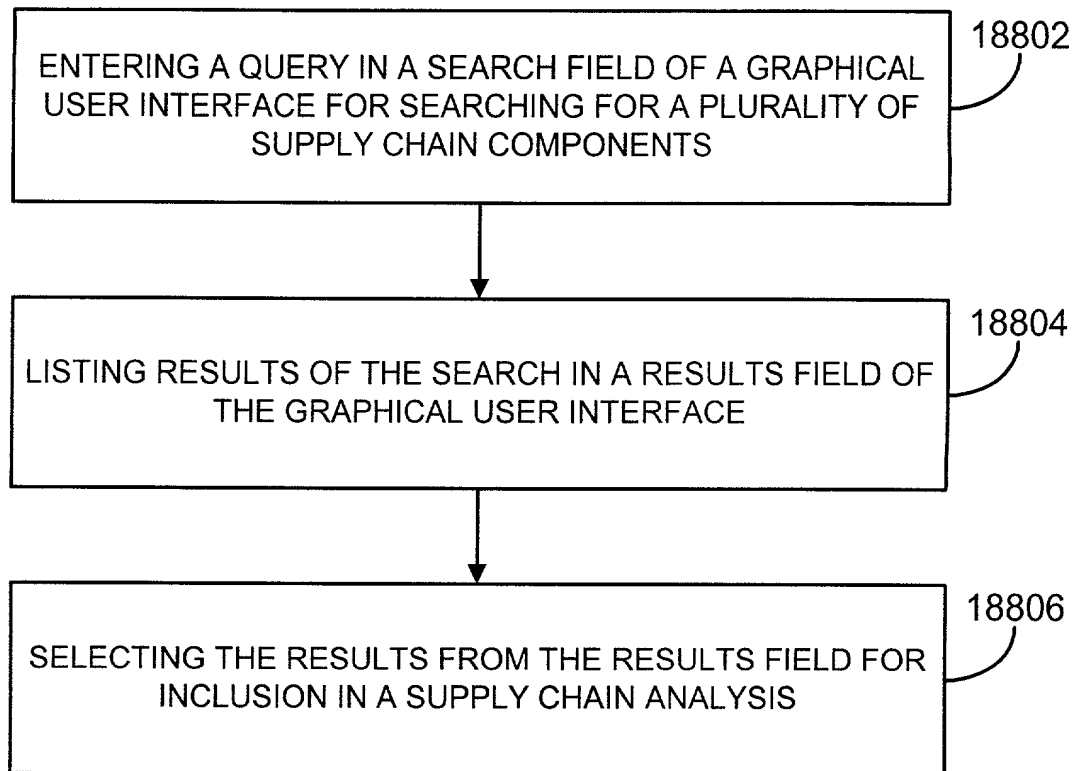 18802
ENTERING A QUERY IN A SEARCH FIELD OF A GRAPHICAL
USER INTERFACE FOR SEARCHING FOR A PLURALITY OF
SUPPLY CHAIN COMPONENTS
18804
LISTING RESULTS OF THE SEARCH IN A RESULTS FIELD OF
THE GRAPHICAL USER INTERFACE
18806
SELECTING THE RESULTS FROM THE RESULTS FIELD FOR
INCLUSION IN A SUPPLY CHAIN ANALYSIS